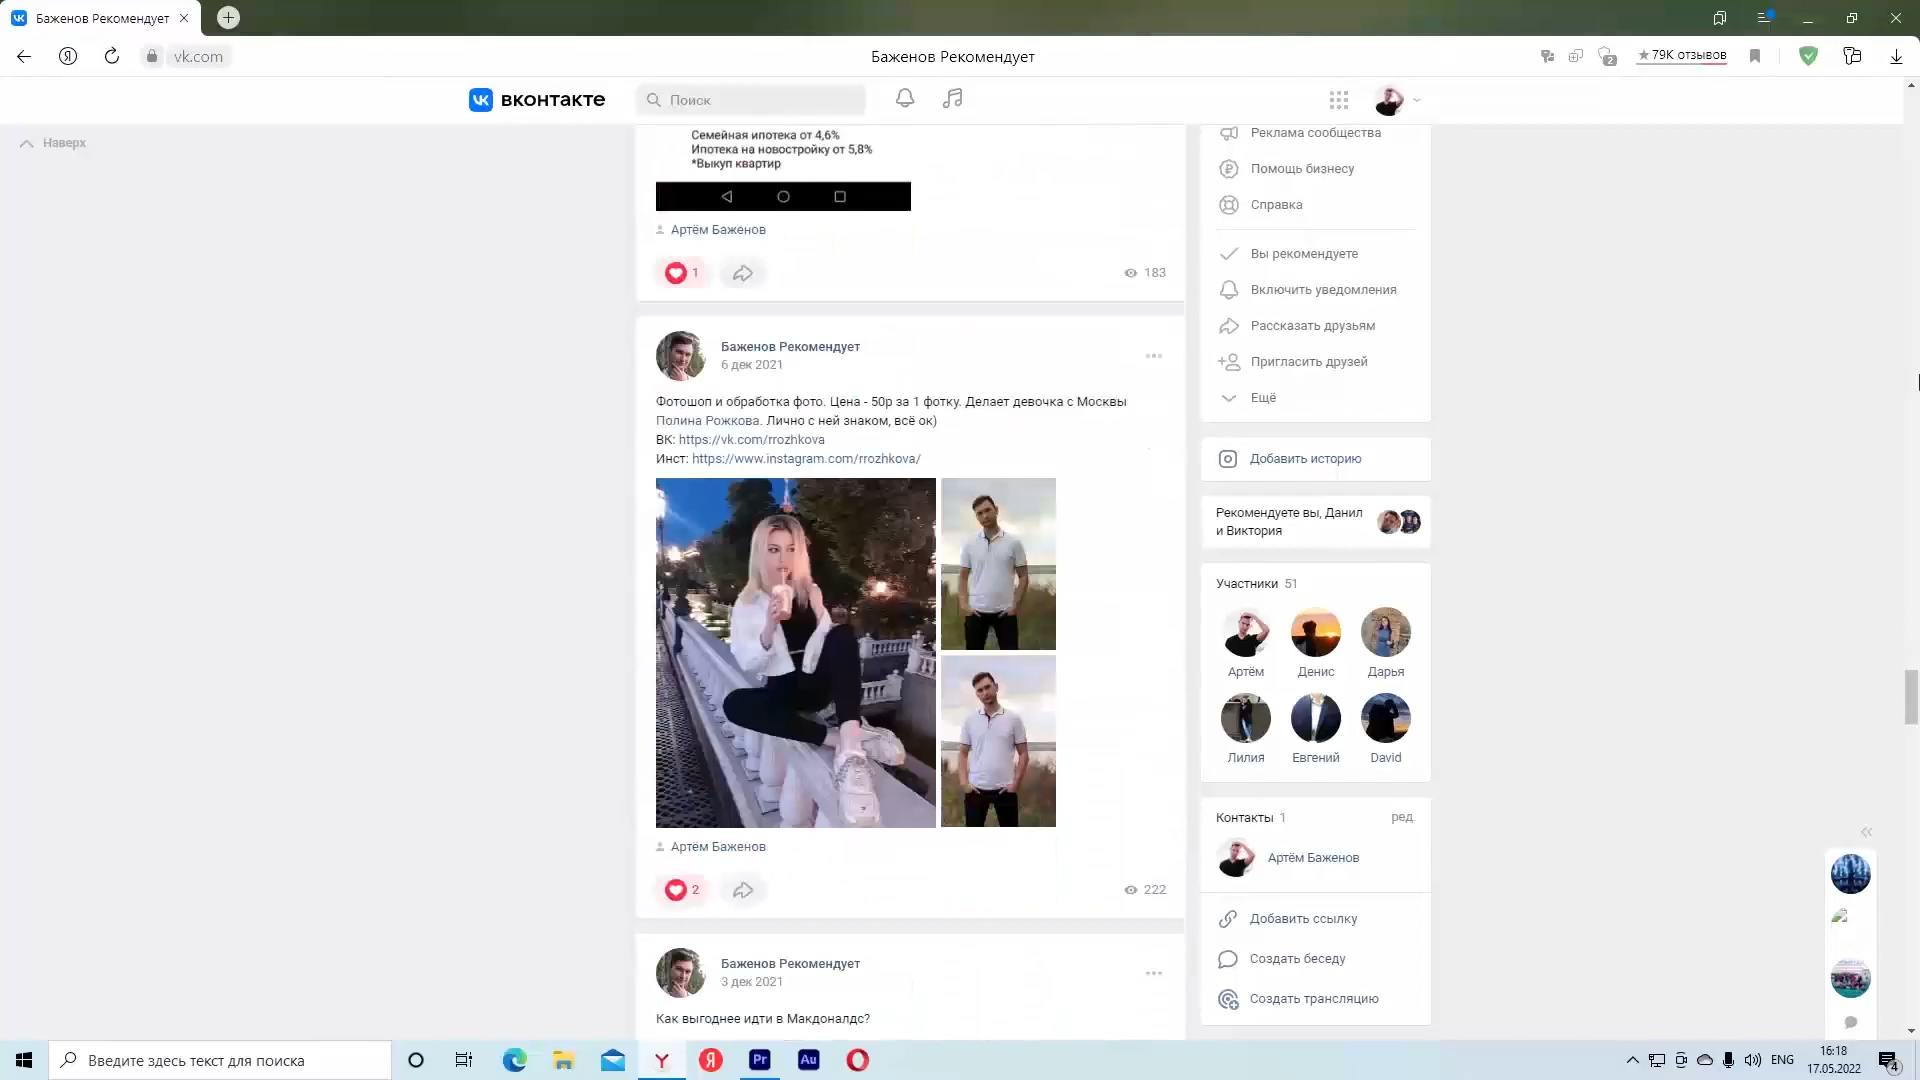 Баженов Рекомендует
vk.com
Баженов Рекомендует
2
★ 79К отзывов
вконтакте
Поиск
Наверх
Семейная ипотека от 4,6%
Ипотека на новостройку от 5,8%
*Выкуп квартир
Артём Баженов
1
183
Баженов Рекомендует
6 дек 2021
Фотошоп и обработка фото. Цена - 50р за 1 фотку. Делает девочка с Москвы
Полина Рожкова. Лично с ней знаком, всё ок)
ВК: https://vk.com/rrozhkova
Инст: https://www.instagram.com/rrozhkova/
Артём Баженов
2
222
Баженов Рекомендует
3 дек 2021
Как выгоднее идти в Макдоналдс?
Реклама сообщества
Помощь бизнесу
Справка
Вы рекомендуете
Включить уведомления
Рассказать друзьям
Пригласить друзей
Ещё
Добавить историю
Рекомендуете вы, Данил
и Виктория
Участники 51
Артём
Денис
Дарья
Лилия
Евгений
David
Контакты 1
ред.
Артём Баженов
Добавить ссылку
Создать беседу
Создать трансляцию
Введите здесь текст для поиска
Pr
Au
ENG
16:18
17.05.2022
4